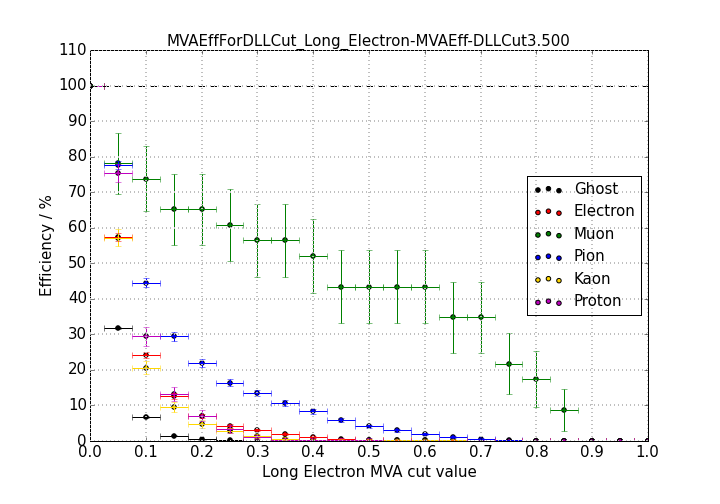 MVAEffForDLLCut_Long_Electron-MVAEff-DLLCut3.500
110
100
90
80
70
60
50
40
30
20
10
0
Efficiency / %
Ghost
Electron
Muon
Pion
Kaon
Proton
0.0 0.1 0.2 0.3 0.4 0.5 0.6 0.7 0.8 0.9 1.0
Long Electron MVA cut value